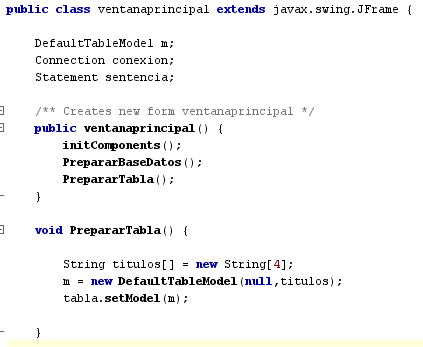 public class ventanaprincipal extends javax.swing.JFrame {
DefaultTableModel m;
Connection conexion;
Statement sentencia;
/** Creates new form ventanaprincipal */
public ventanaprincipal() {
initComponents();
PrepararBaseDatos();
PrepararTabla();
}
void PrepararTabla() {
String titulos[] = new String[4];
m = new DefaultTableModel(null,titulos);
tabla.setModel(m);
}